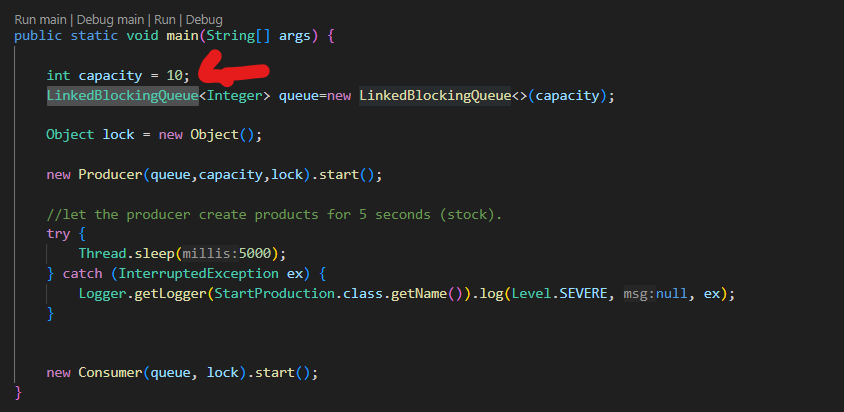 Run main | Debug main | Run | Debug
public static void main(String[] args) {
int capacity = 10;
LinkedBlockingQueue<Integer> queue=new LinkedBlockingQueue<>(capacity);
Object lock = new Object();
new Producer(queue,capacity,lock).start();
//let the producer create products for 5 seconds (stock).
try {
Thread.sleep(millis:5000);
} catch (InterruptedException ex) {
Logger.getLogger(StartProduction.class.getName()).log(Level.SEVERE, msg:null, ex);
}
new Consumer(queue, lock).start();
}